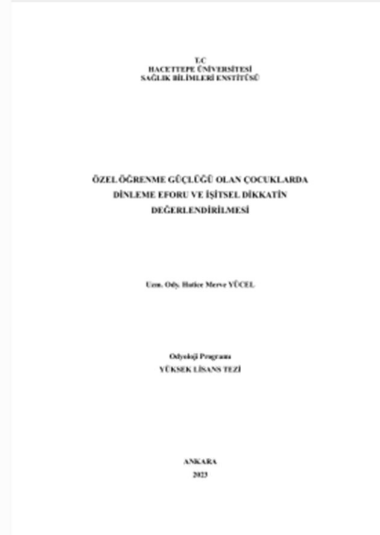 T.C
HACETTEPE ÜNİVERSİTESİ
SAĞLIK BİLİMLERİ ENSTİTÜSÜ
ÖZEL ÖĞRENME GÜÇLÜĞÜ OLAN ÇOCUKLARDA
DİNLEME EFORU VE İŞİTSEL DİKKATİN
DEĞERLENDİRİLMESİ
Uzm. Ody. Hatice Merve YÜCEL
Odyoloji Programı
YÜKSEK LİSANS TEZİ
ANKARA
2023